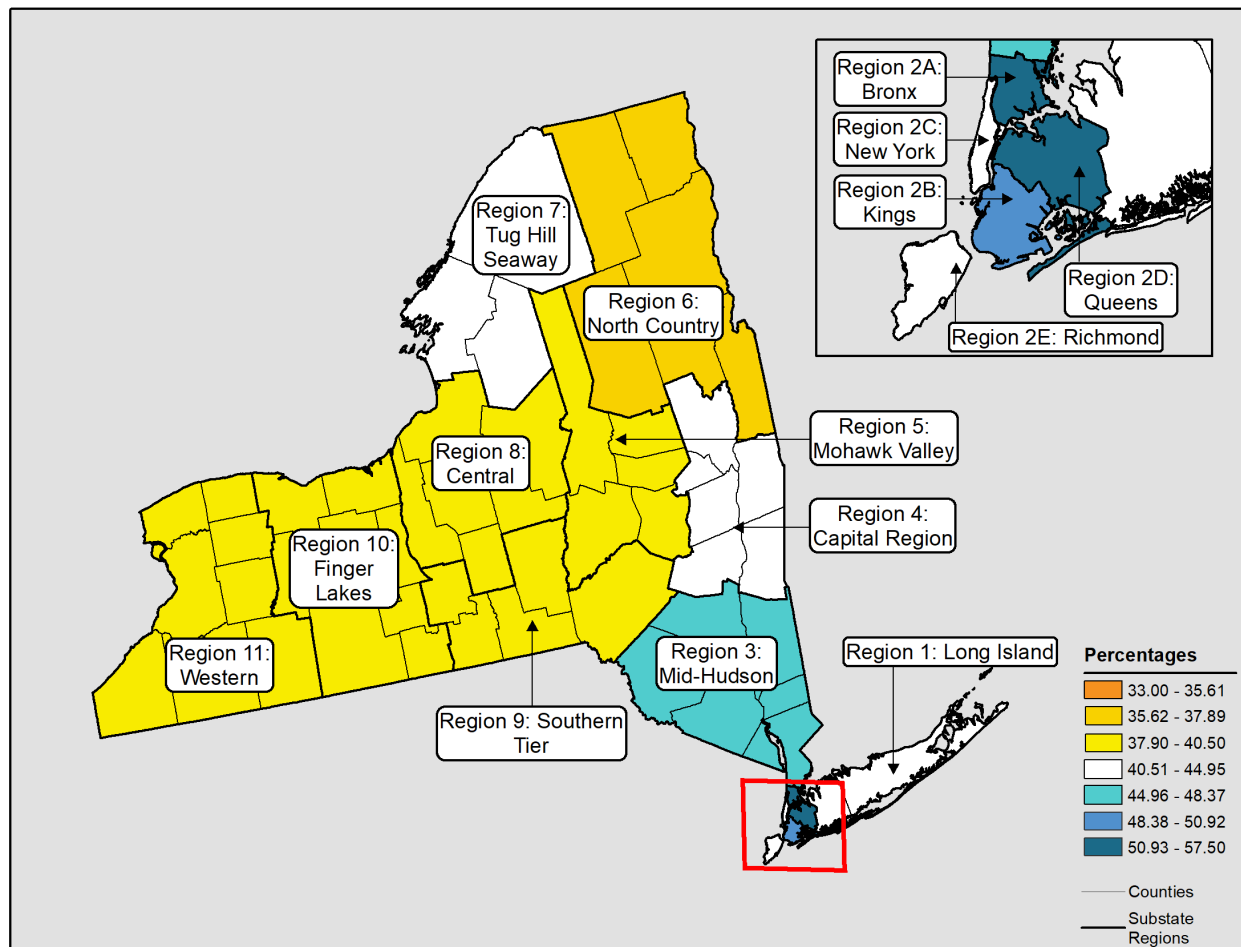 Region 2A:
Bronx
Region 2C:
New York
Region 2B:
Kings
Region 2D:
Queens
Region 2E: Richmond
Region 7:
Tug Hill
Seaway
Region 6:
North Country
Region 5:
Mohawk Valley
Region 8:
Central
Region 4:
Capital Region
Region 10:
Finger
Lakes
Region 11:
Western
Region 3:
Mid-Hudson
Region 1: Long Island
Region 9: Southern
Tier
Percentages
33.00 - 35.61
35.62 - 37.89
37.90 - 40.50
40.51 - 44.95
44.96 - 48.37
48.38 - 50.92
50.93 - 57.50
Counties
Substate
Regions